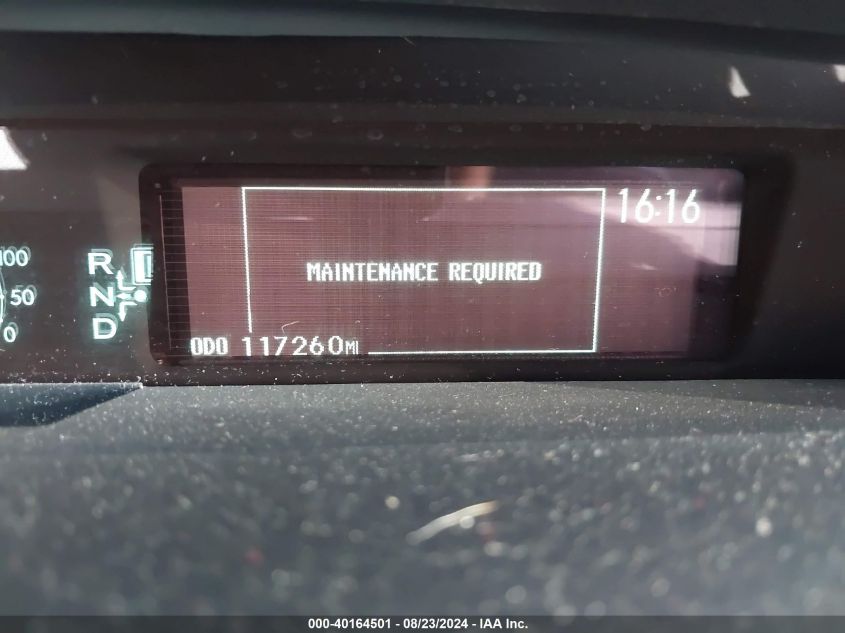 16:16
100
R
MAINTENANCE REQUIRED
50
N
D
0
ODO 117260MI
000-40164501 - 08/23/2024 - IAA Inc.